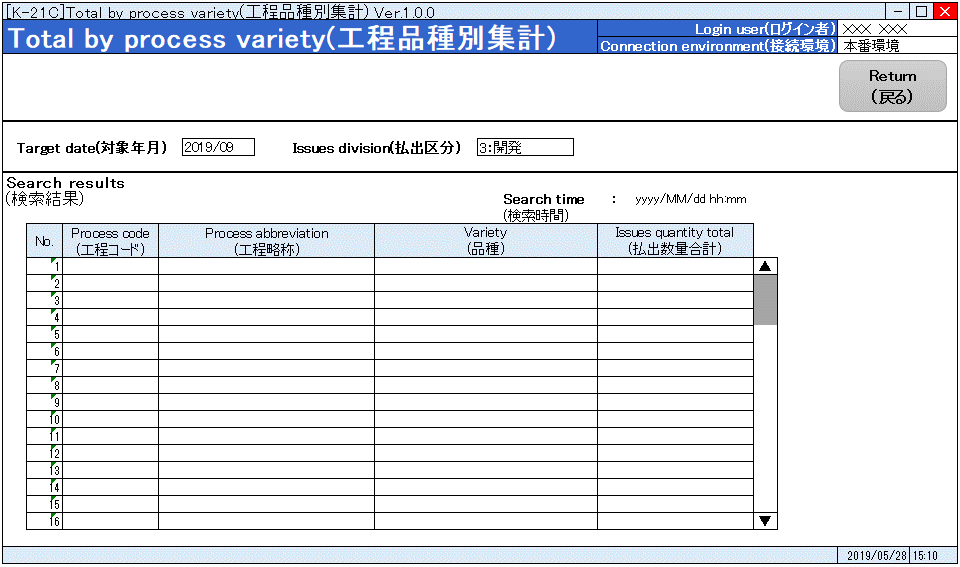 [K-21C]Total by process variety(工程品種別集計) Ver.1.0.0
Total by process variety(工程品種別集計)
Login user(ログイン者) XXX XXX
Connection environment(接続環境) 本番環境
Return
(戻る)
Target date(対象年月) 2019/09 Issues division(払出区分) 3:開発
Search results
(検索結果)
Search time : yyyy/MM/dd hh:mm
(検索時間)
No. Process code Process abbreviation Variety Issues quantity total
(工程コード) (工程略称) (品種) (払出数量合計)
1
2
3
4
5
6
7
8
9
10
11
12
13
14
15
16
2019/05/28 15:10